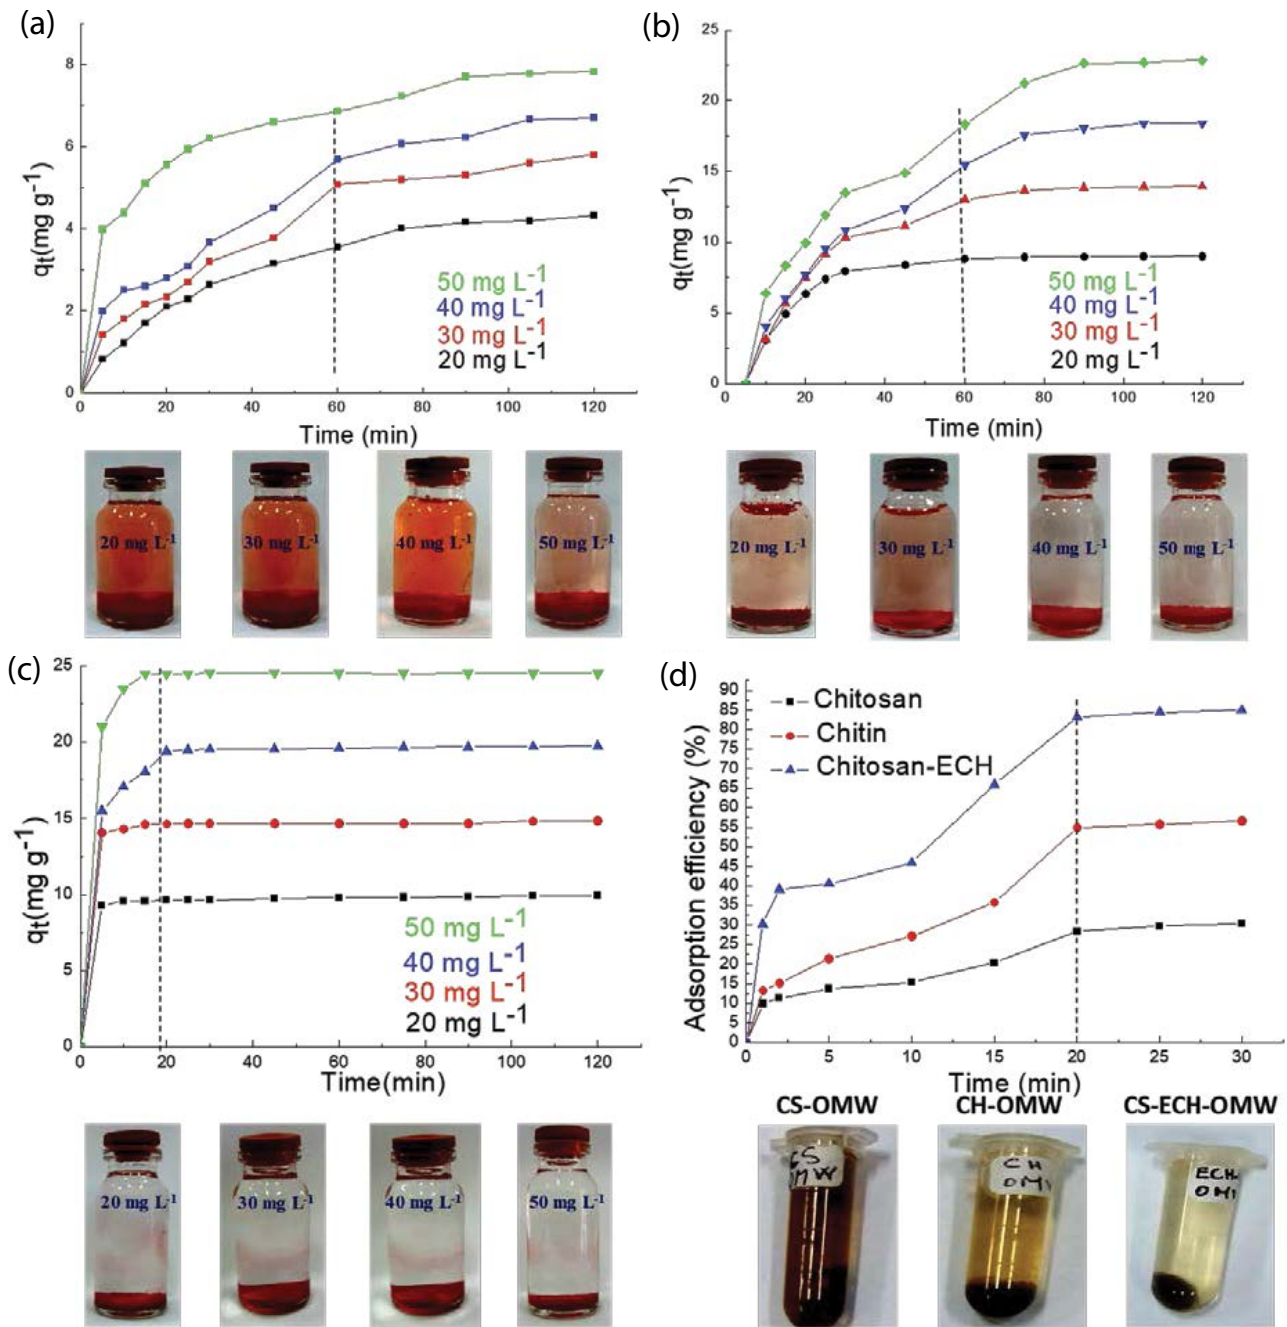 (a)
8
6
4
2
0
qt(mg g-1)
0 20 40 60 80 100 120
Time (min)
50 mg L-1
40 mg L-1
30 mg L-1
20 mg L-1
20 mg L-1
30 mg L-1
40 mg L-1
50 mg L-1
(b)
25
20
15
10
5
0
qt(mg g-1)
0 20 40 60 80 100 120
Time (min)
50 mg L-1
40 mg L-1
30 mg L-1
20 mg L-1
20 mg L-1
30 mg L-1
40 mg L-1
50 mg L-1
(c)
25
20
15
10
5
0
qt(mg g-1)
0 20 40 60 80 100 120
Time(min)
50 mg L-1
40 mg L-1
30 mg L-1
20 mg L-1
20 mg L-1
30 mg L-1
40 mg L-1
50 mg L-1
(d)
90
85
80
75
70
65
60
55
50
45
40
35
30
25
20
15
10
5
0
Adsorption efficiency (%)
Chitosan
Chitin
Chitosan-ECH
0 5 10 15 20 25 30
Time (min)
CS-OMW
CH-OMW
CS-ECH-OMW
CS
OMW
CH
ECH